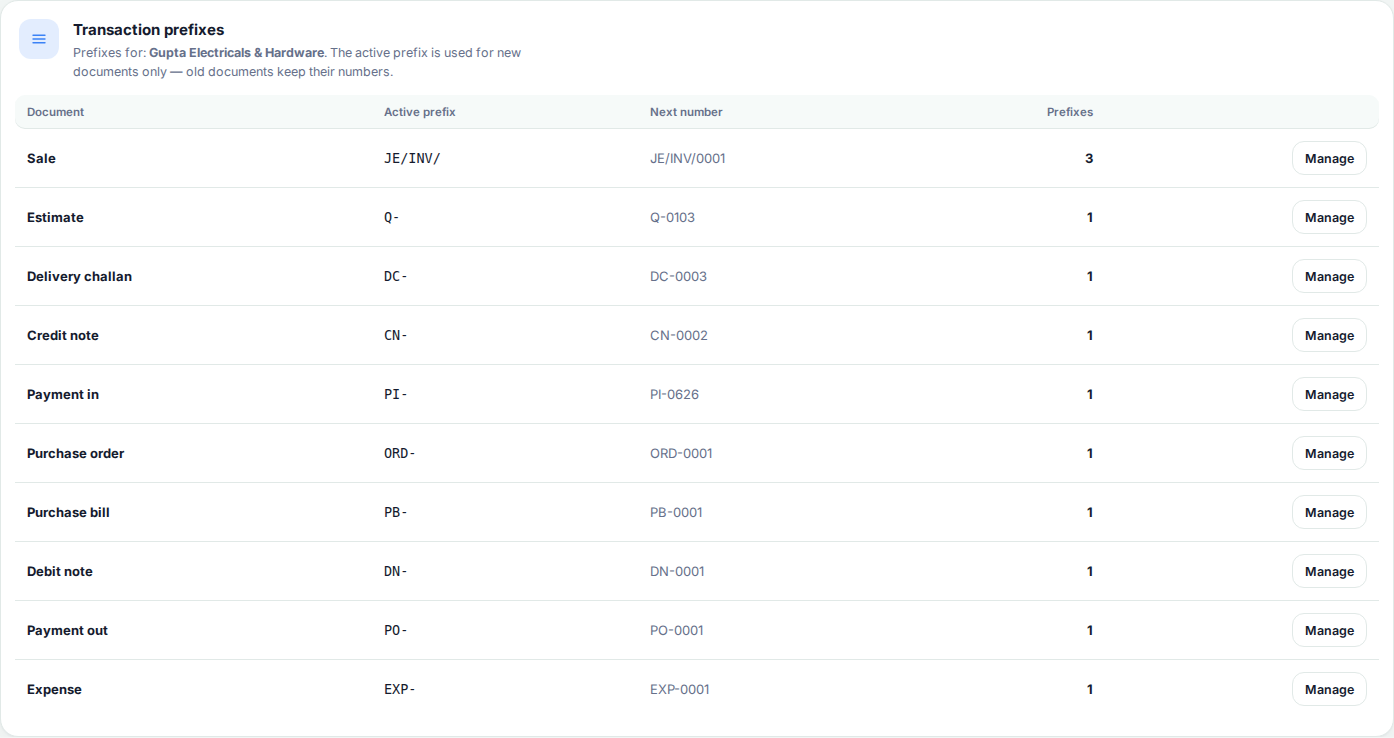 Transaction prefixes
Prefixes for: Gupta Electricals & Hardware. The active prefix is used for new
documents only — old documents keep their numbers.
Document Active prefix Next number Prefixes
Sale JE/INV/ JE/INV/0001 3 Manage
Estimate Q- Q-0103 1 Manage
Delivery challan DC- DC-0003 1 Manage
Credit note CN- CN-0002 1 Manage
Payment in PI- PI-0626 1 Manage
Purchase order ORD- ORD-0001 1 Manage
Purchase bill PB- PB-0001 1 Manage
Debit note DN- DN-0001 1 Manage
Payment out PO- PO-0001 1 Manage
Expense EXP- EXP-0001 1 Manage